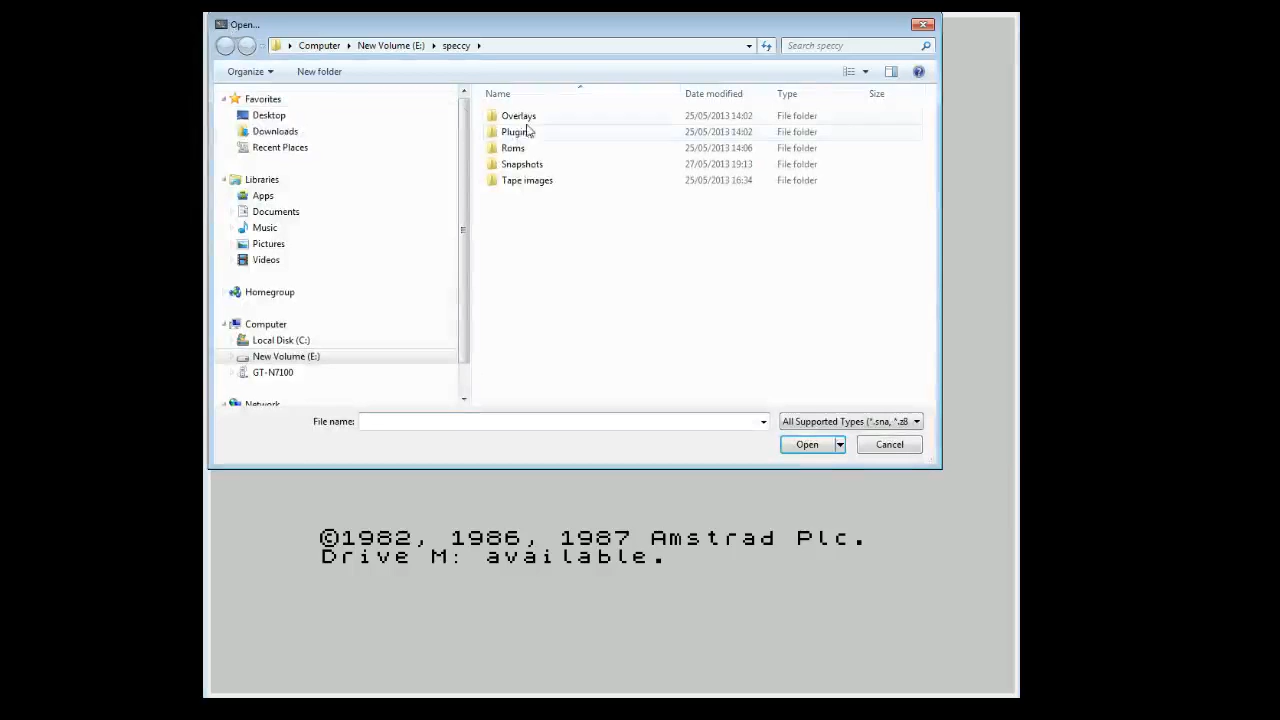 Open...
Computer New Volume (E:) speccy
Search speccy
Organize
New folder
Favorites
Desktop
Downloads
Recent Places
Libraries
Apps
Documents
Music
Pictures
Videos
Homegroup
Computer
Local Disk (C:)
New Volume (E:)
GT-N7100
Network
Name Date modified Type Size
Overlays 25/05/2013 14:02 File folder
Plugins 25/05/2013 14:02 File folder
Roms 25/05/2013 14:06 File folder
Snapshots 27/05/2013 19:13 File folder
Tape images 25/05/2013 16:34 File folder
File name:
All Supported Types (*.sna, *.z8
Open
Cancel
©1982, 1986, 1987 Amstrad Plc.
Drive M: available.